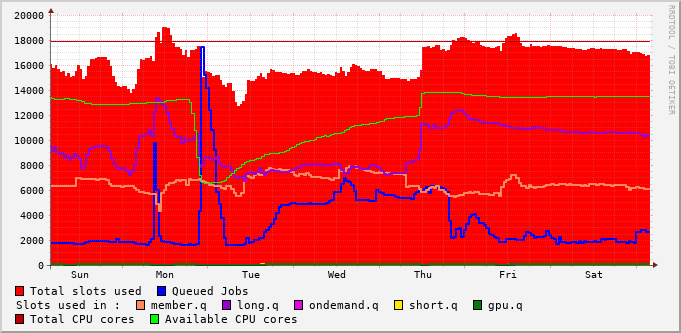 20000
18000
16000
14000
12000
10000
8000
6000
4000
2000
0
Sun Mon Tue Wed Thu Fri Sat
RRDTOOL / TOBI OETIKER
Total slots used Queued Jobs
Slots used in : member.q long.q ondemand.q short.q gpu.q
Total CPU cores Available CPU cores